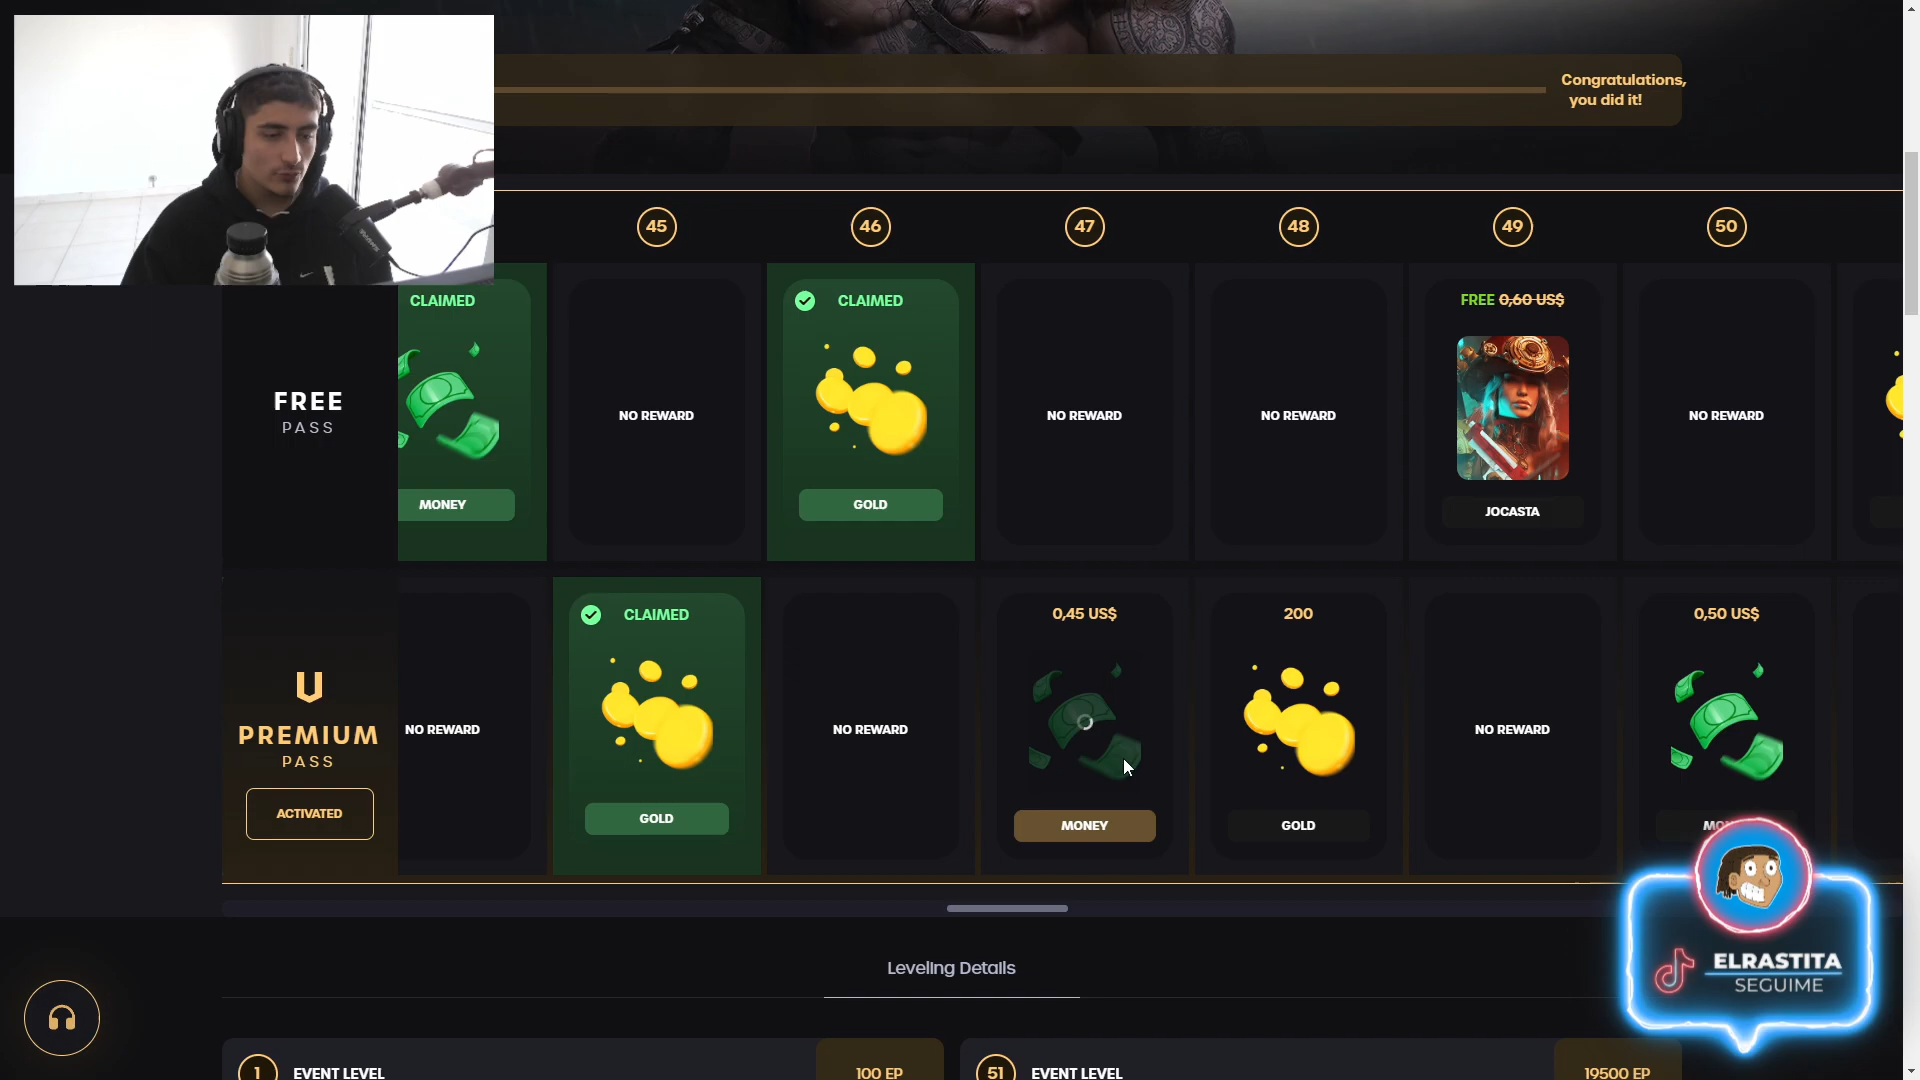 Congratulations,
you did it!
45
46
47
48
49
50
FREE
PASS
CLAIMED
MONEY
NO REWARD
CLAIMED
GOLD
NO REWARD
NO REWARD
FREE 0,60 US$
JOCASTA
NO REWARD
PREMIUM
PASS
ACTIVATED
NO REWARD
CLAIMED
GOLD
NO REWARD
0,45 US$
MONEY
200
GOLD
NO REWARD
0,50 US$
ELRASTITA
SEGUIME
Leveling Details
1 EVENT LEVEL 100 EP
51 EVENT LEVEL 19500 EP